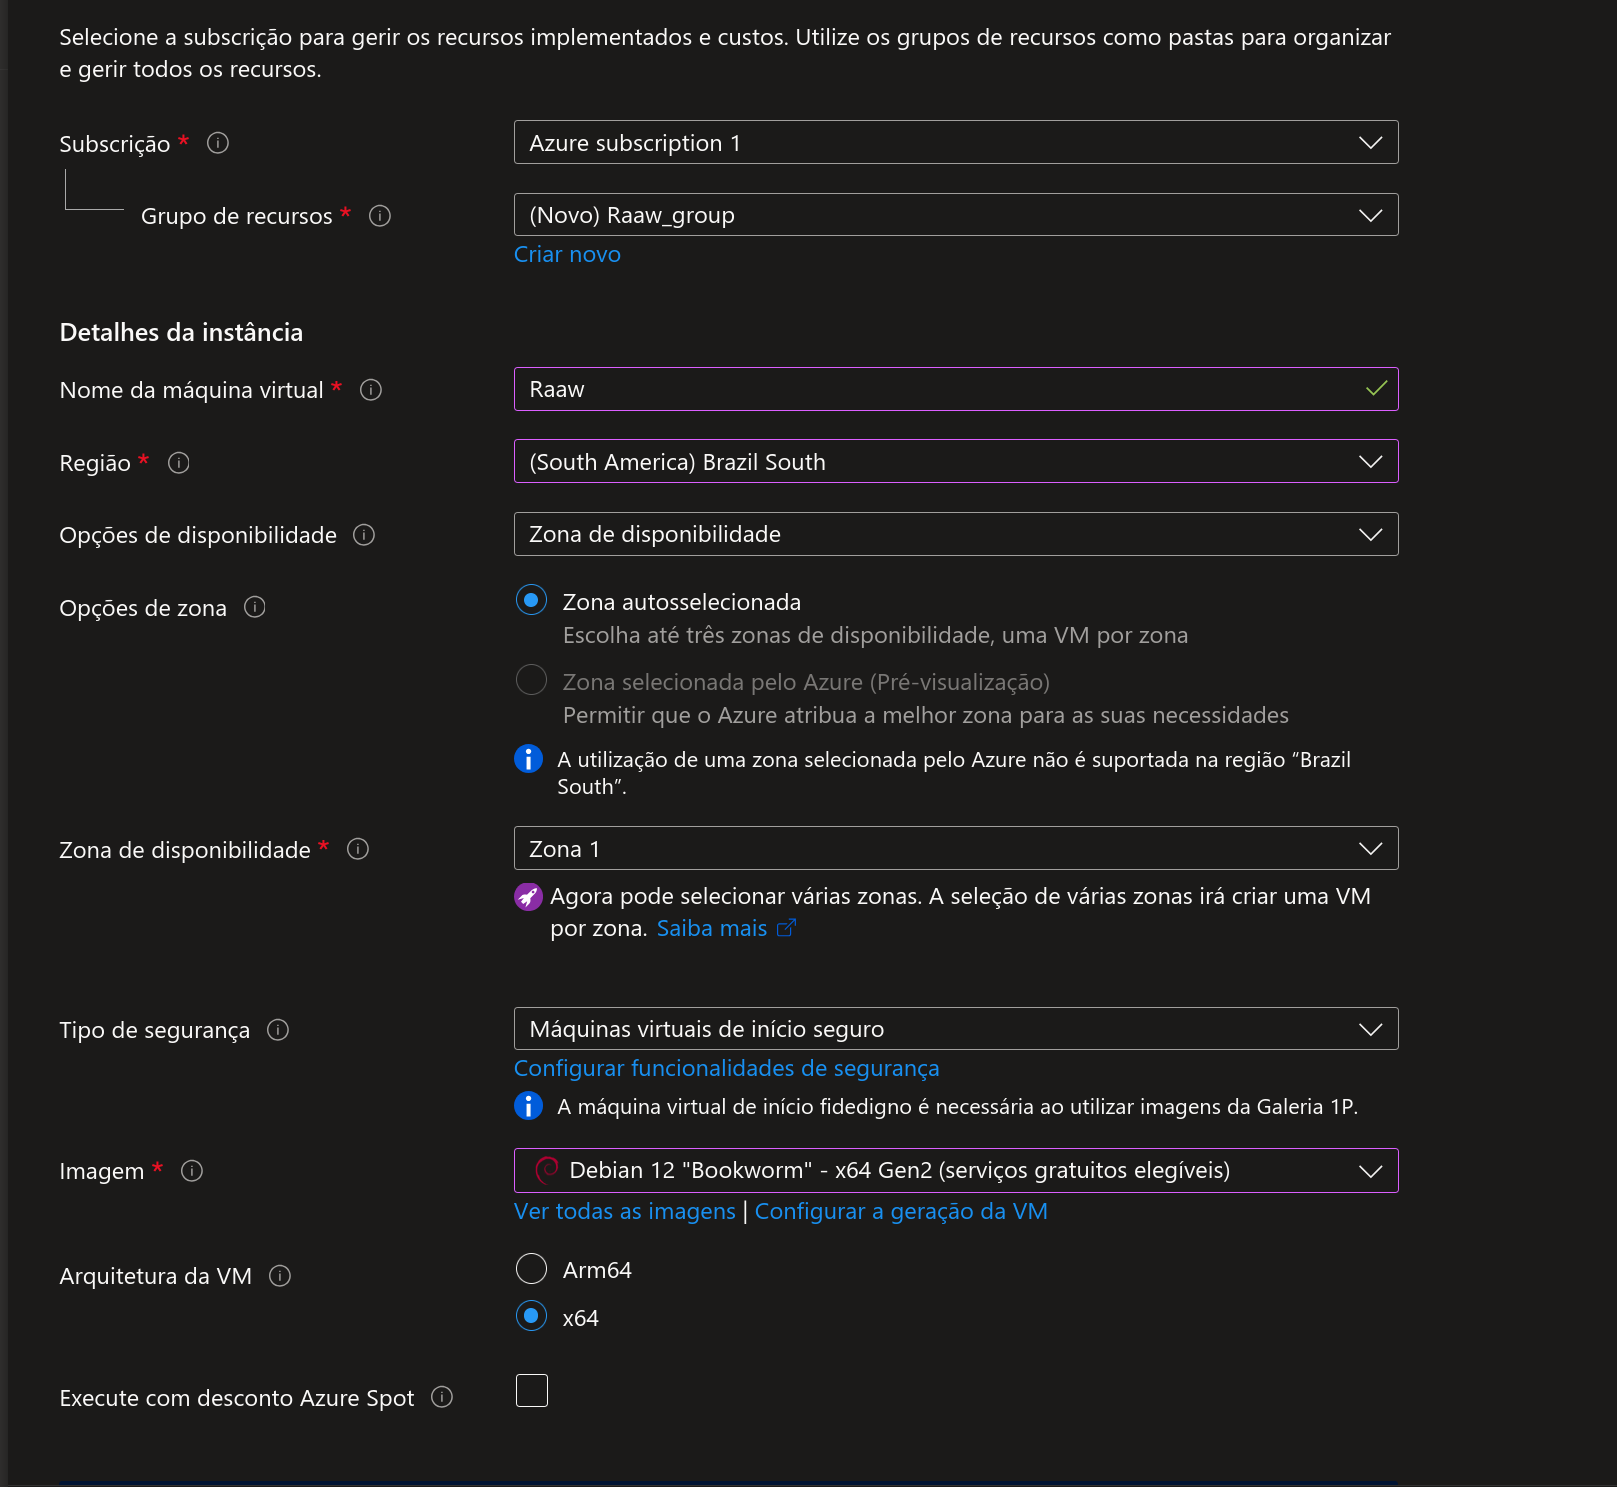 Selecione a subscrição para gerir os recursos implementados e custos. Utilize os grupos de recursos como pastas para organizar
e gerir todos os recursos.
Subscrição *
Azure subscription 1
Grupo de recursos *
(Novo) Raaw_group
Criar novo
Detalhes da instância
Nome da máquina virtual *
Raaw
Região *
(South America) Brazil South
Opções de disponibilidade
Zona de disponibilidade
Opções de zona
Zona autosselecionada
Escolha até três zonas de disponibilidade, uma VM por zona
Zona selecionada pelo Azure (Pré-visualização)
Permitir que o Azure atribua a melhor zona para as suas necessidades
A utilização de uma zona selecionada pelo Azure não é suportada na região “Brazil
South”.
Zona de disponibilidade *
Zona 1
Agora pode selecionar várias zonas. A seleção de várias zonas irá criar uma VM
por zona. Saiba mais
Tipo de segurança
Máquinas virtuais de início seguro
Configurar funcionalidades de segurança
A máquina virtual de início fidedigno é necessária ao utilizar imagens da Galeria 1P.
Imagem *
Debian 12 "Bookworm" - x64 Gen2 (serviços gratuitos elegíveis)
Ver todas as imagens | Configurar a geração da VM
Arquitetura da VM
Arm64
x64
Execute com desconto Azure Spot